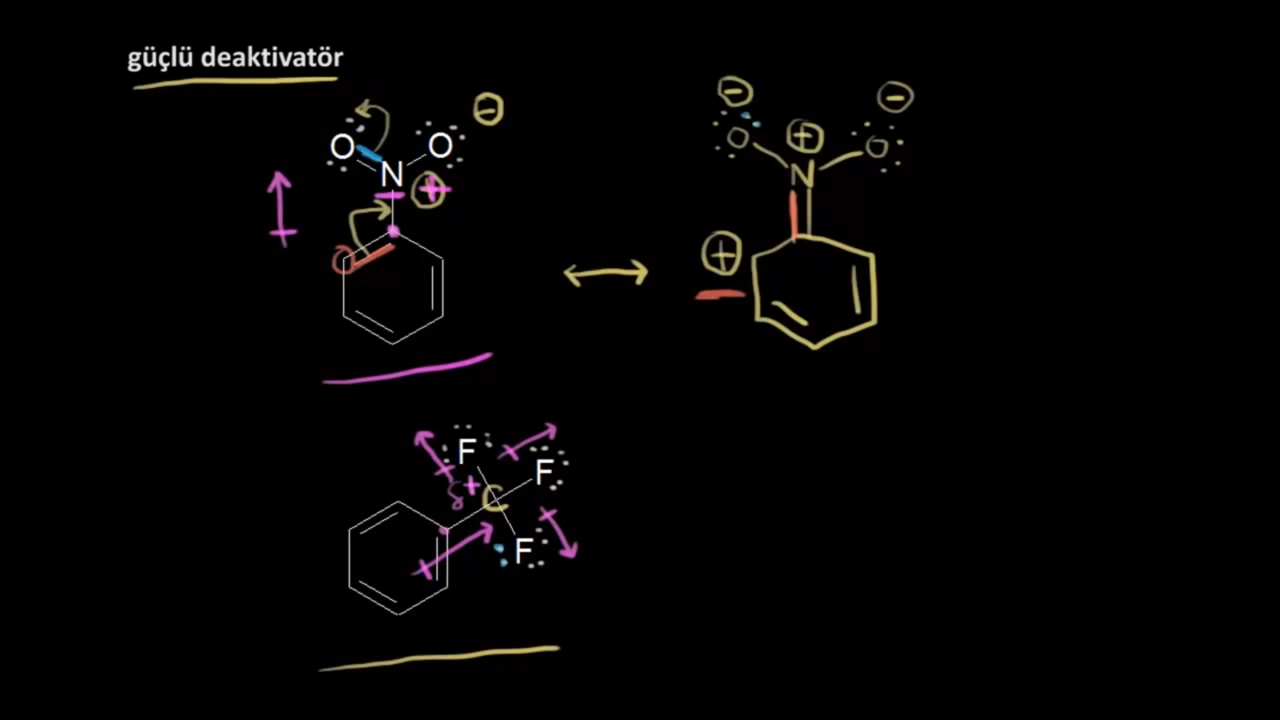 güçlü deaktivatör
− − −
O O + O O
N + N
+
F
F
δ+ C
F